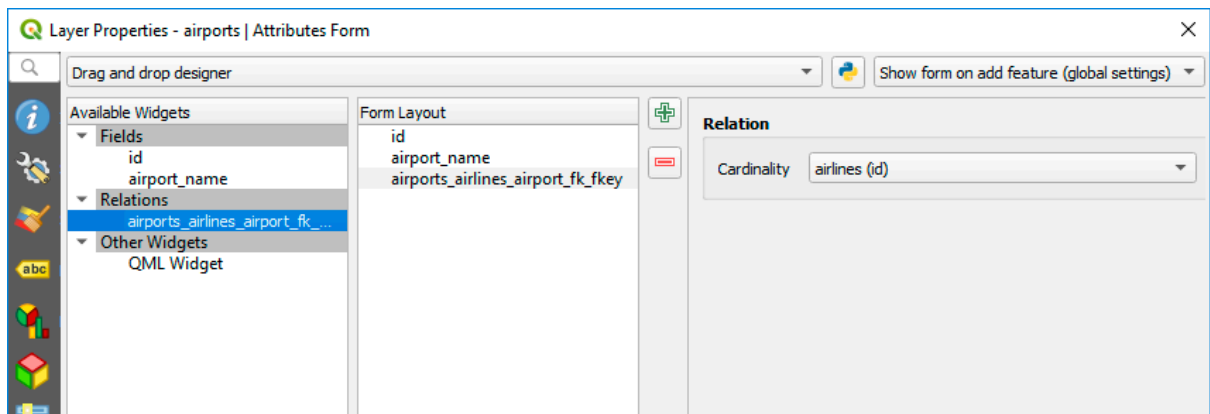 Layer Properties - airports | Attributes Form
Drag and drop designer
Show form on add feature (global settings)
Available Widgets
Fields
id
airport_name
Relations
airports_airlines_airport_fk_...
Other Widgets
QML Widget
Form Layout
id
airport_name
airports_airlines_airport_fk_fkey
Relation
Cardinality airlines (id)
abc